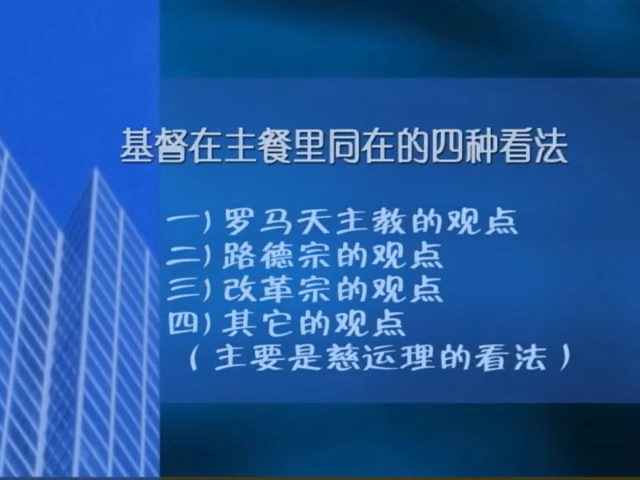 基督在主餐里同在的四种看法
一)罗马天主教的观点
二)路德宗的观点
三)改革宗的观点
四)其它的观点
(主要是慈运理的看法)